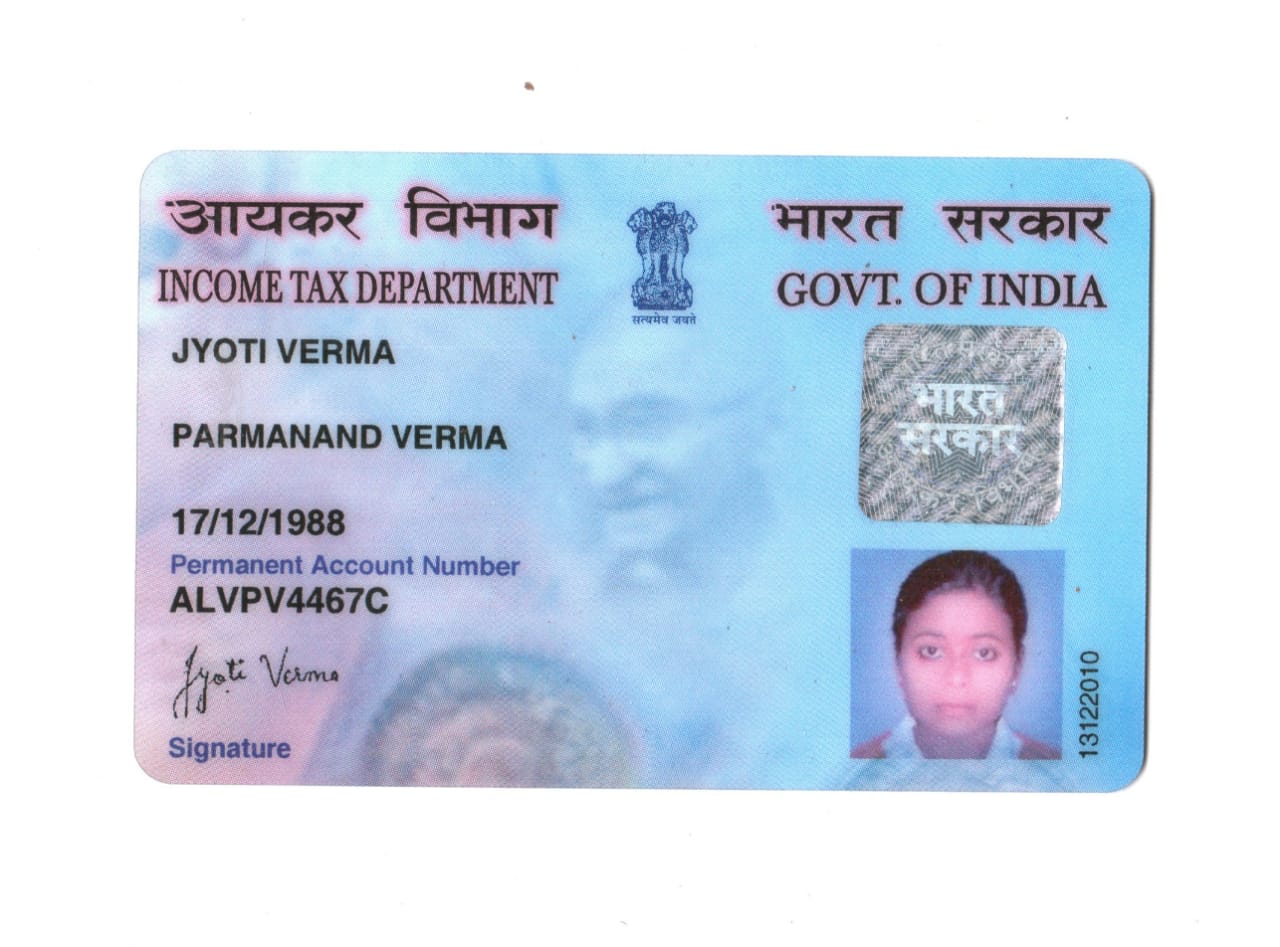 आयकर विभाग
INCOME TAX DEPARTMENT
सत्यमेव जयते
भारत सरकार
GOVT. OF INDIA
JYOTI VERMA
PARMANAND VERMA
17/12/1988
Permanent Account Number
ALVPV4467C
Jyoti Verma
Signature
भारत
सरकार
13122010